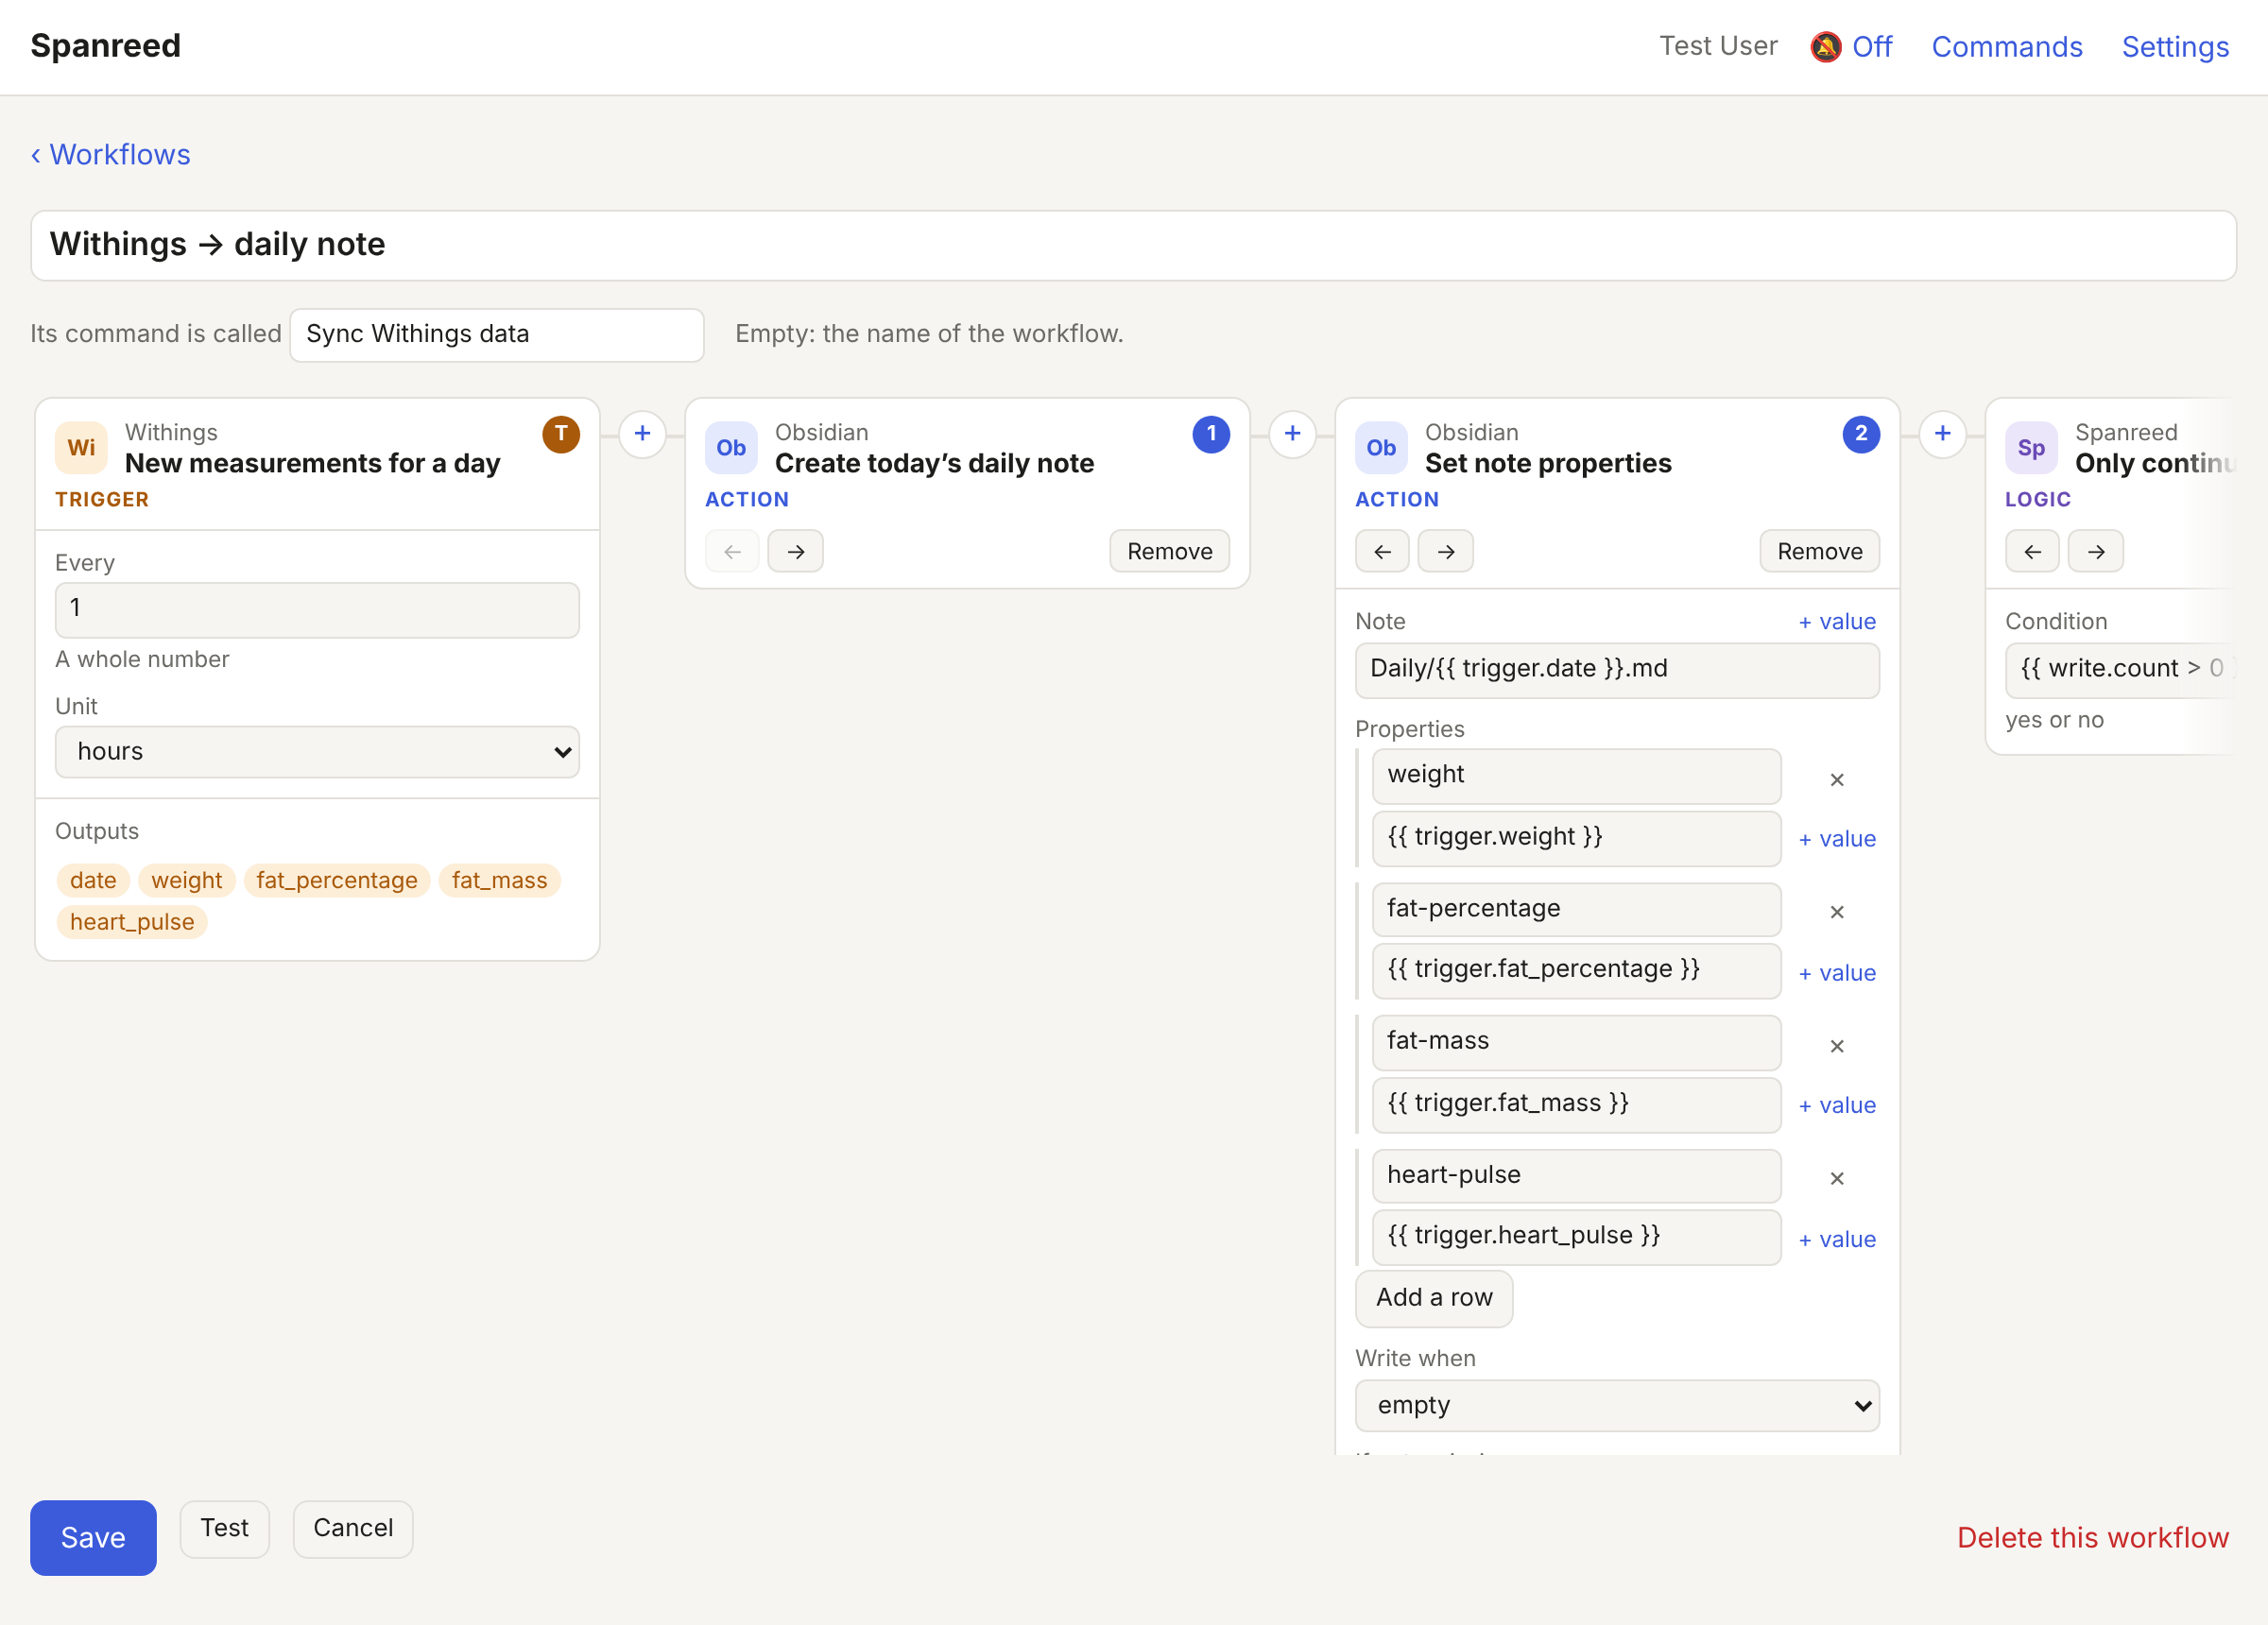 Spanreed
Test User
Off
Commands
Settings
‹ Workflows
Withings → daily note
Its command is called
Sync Withings data
Empty: the name of the workflow.
Wi
Withings
New measurements for a day
T
TRIGGER
Every
1
A whole number
Unit
hours
Outputs
date weight fat_percentage fat_mass
heart_pulse
+
Ob
Obsidian
Create today’s daily note
1
ACTION
← →
Remove
+
Ob
Obsidian
Set note properties
2
ACTION
← →
Remove
Note
+ value
Daily/{{ trigger.date }}.md
Properties
weight
×
{{ trigger.weight }}
+ value
fat-percentage
×
{{ trigger.fat_percentage }}
+ value
fat-mass
×
{{ trigger.fat_mass }}
+ value
heart-pulse
×
{{ trigger.heart_pulse }}
+ value
Add a row
Write when
empty
+
Sp
Spanreed
Only
LOGIC
← →
Condition
{{ write.count > 0
yes or no
Save
Test
Cancel
Delete this workflow